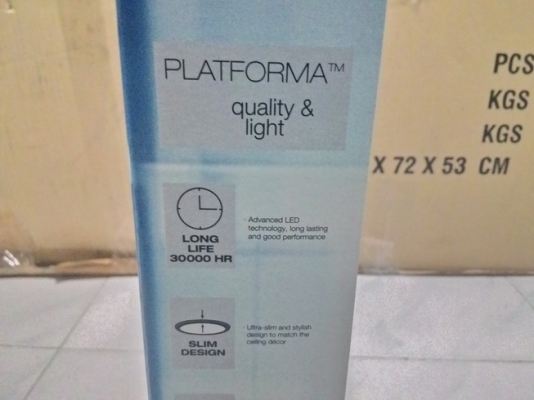 PLATFORMA™
quality &
light
LONG
LIFE
30000 HR
Advanced LED
technology, long lasting
and good performance
SLIM
DESIGN
Ultra-slim and stylish
design to match the
ceiling décor
PCS
KGS
KGS
X 72 X 53 CM